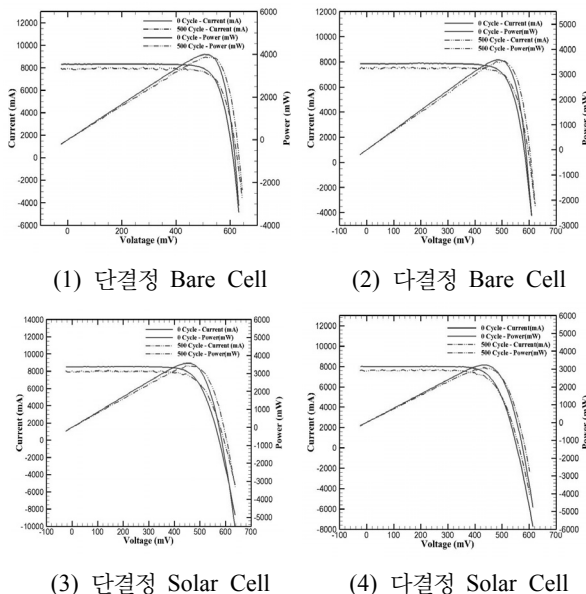 0 Cycle - Current (mA)
500 Cycle - Current (mA)
0 Cycle - Power (mW)
500 Cycle - Power (mW)
Current (mA)
Power (mW)
8000
6000
4000
2000
0
-2000
-4000
-6000
4000
2000
0
-2000
-4000
0 200 400 600
Volatage (mV)
(1) 단결정 Bare Cell
0 Cycle - Current (mA)
0 Cycle - Power(mW)
500 Cycle - Current (mA)
500 Cycle - Power(mW)
Current (mA)
Power (mW)
12000
10000
8000
6000
4000
2000
0
-2000
-4000
5000
4000
3000
2000
1000
0
-1000
-2000
-3000
-100 0 100 200 300 400 500 600 700
Voltage (mV)
(2) 다결정 Bare Cell
0 Cycle - Current (mA)
0 Cycle - Power(mW)
500 Cycle - Current (mA)
500 Cycle - Power(mW)
Current (mA)
Power (mW)
14000
12000
10000
8000
6000
4000
2000
0
-2000
-4000
-6000
-8000
-10000
6000
5000
4000
3000
2000
1000
0
-1000
-2000
-3000
-4000
-5000
-100 0 100 200 300 400 500 600 700
Voltage (mV)
(3) 단결정 Solar Cell
0 Cycle - Current(mA)
0 Cycle - Power(mW)
500 Cycle - Current(mA)
500 Cycle - Power(mW)
Current (mA)
Power (mW)
12000
10000
8000
6000
4000
2000
0
-2000
-4000
-6000
-8000
6000
5000
4000
3000
2000
1000
0
-1000
-2000
-3000
-4000
-5000
-100 0 100 200 300 400 500 600 700
Voltage (mV)
(4) 다결정 Solar Cell